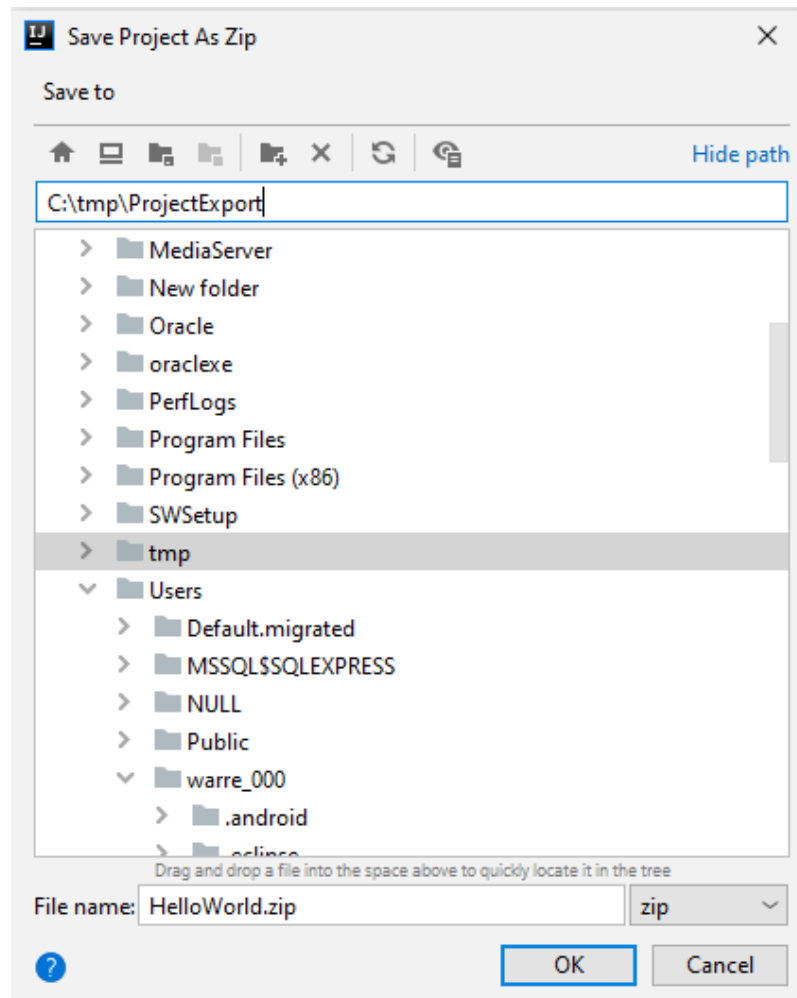 IJ Save Project As Zip
Save to
Hide path
C:\tmp\ProjectExport
MediaServer
New folder
Oracle
oraclexe
PerfLogs
Program Files
Program Files (x86)
SWSetup
tmp
Users
Default.migrated
MSSQL$SQLEXPRESS
NULL
Public
warre_000
.android
Drag and drop a file into the space above to quickly locate it in the tree
File name: HelloWorld.zip zip
? OK Cancel